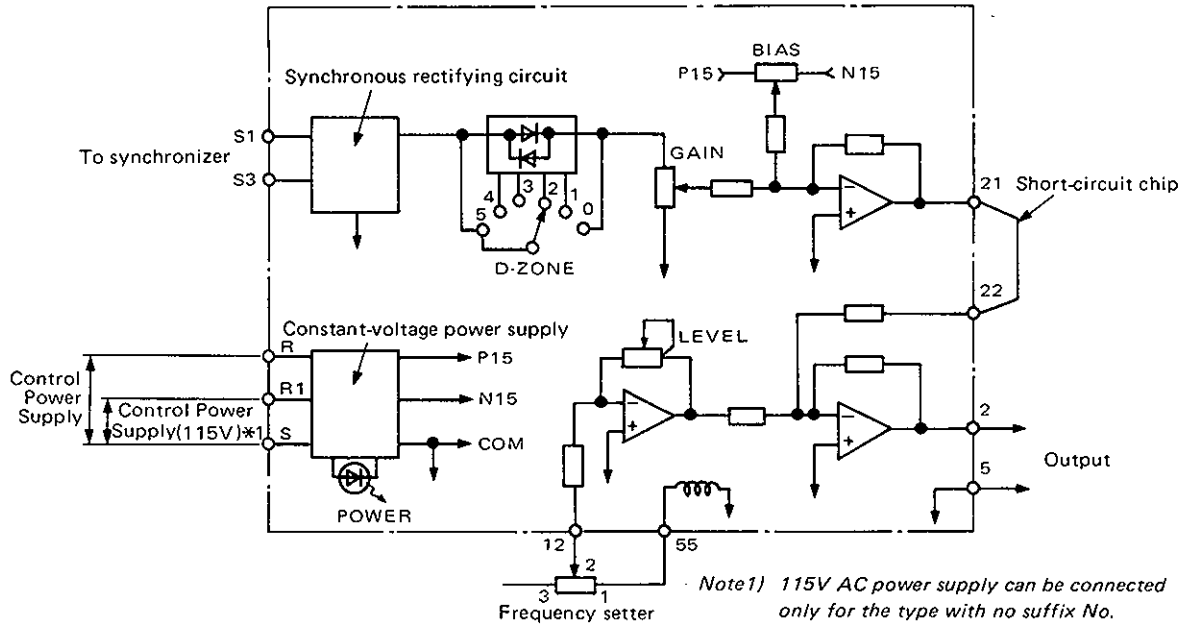 BIAS
P15
N15
Synchronous rectifying circuit
S1
To synchronizer
S3
GAIN
4
3
2
1
5
0
D-ZONE
21
Short-circuit chip
22
Constant-voltage power supply
LEVEL
R
P15
Control
Power
Supply
R1
N15
Control Power
Supply(115V)*1
S
COM
2
5
Output
POWER
12
55
2
3
1
Frequency setter
Note1) 115V AC power supply can be connected
only for the type with no suffix No.